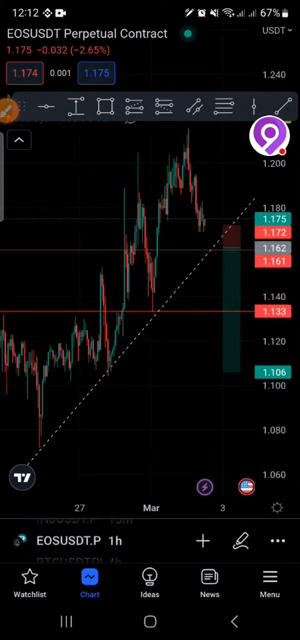 12:12
67%
EOSUSDT Perpetual Contract
USDT
1.175 −0.032 (−2.65%)
1.174
0.001
1.175
1.240
1.200
1.180
1.175
1.172
1.162
1.161
1.140
1.133
1.120
1.106
1.100
1.080
1.060
27
Mar
3
EOSUSDT.P 1h
Watchlist
Chart
Ideas
News
Menu